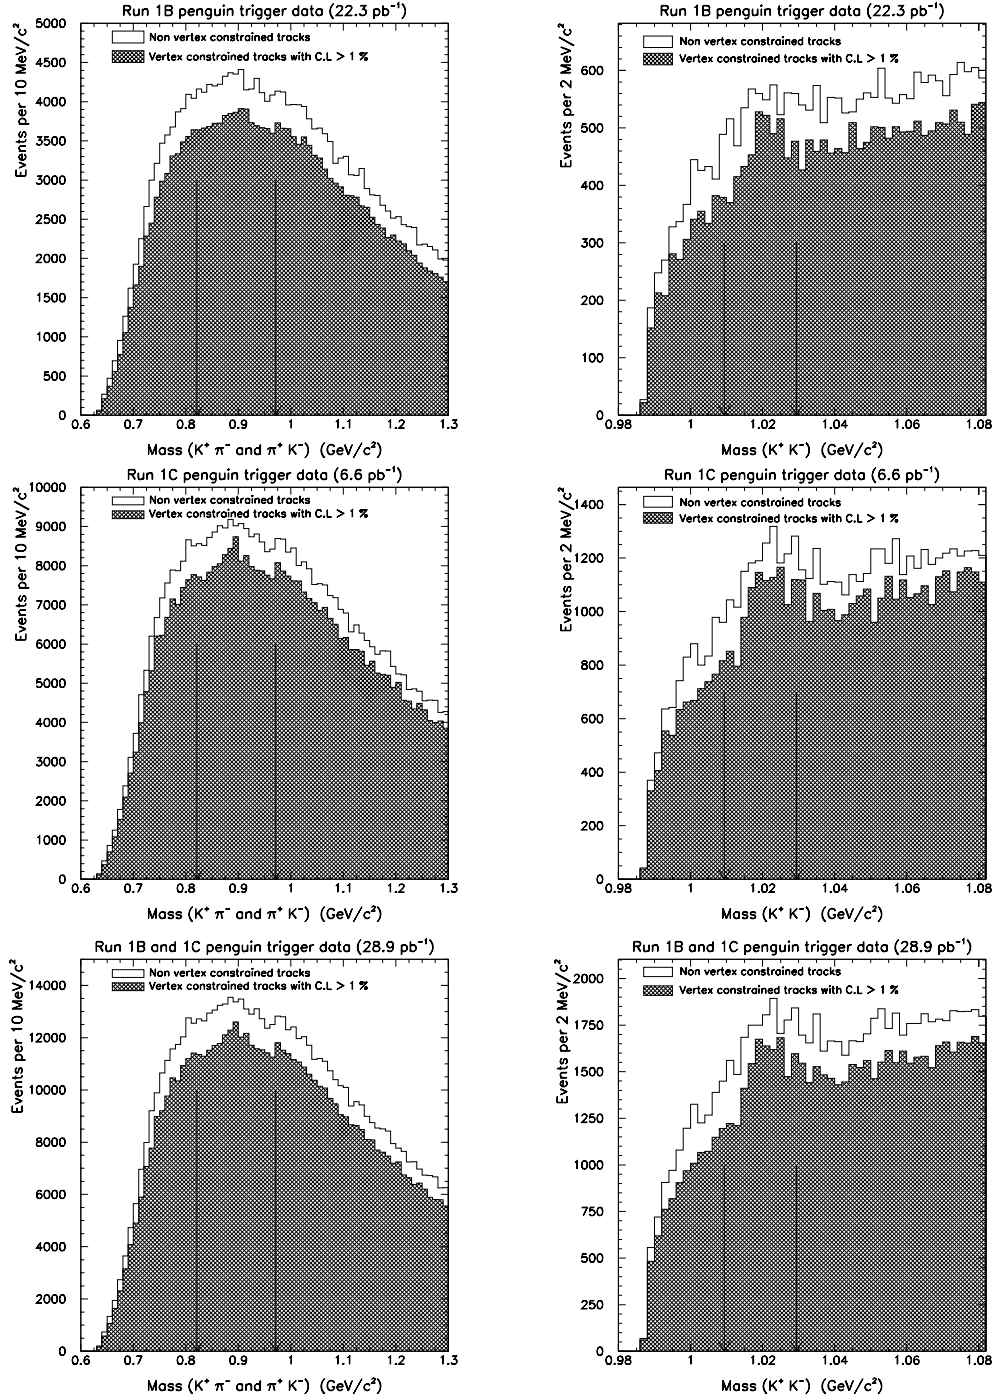 Run 1B penguin trigger data (22.3 pb⁻¹)
Events per 10 MeV/c²
Non vertex constrained tracks
Vertex constrained tracks with C.L > 1 %
5000
4500
4000
3500
3000
2500
2000
1500
1000
500
0
0.6 0.7 0.8 0.9 1 1.1 1.2 1.3
Mass (K⁺ π⁻ and π⁺ K⁻) (GeV/c²)
Run 1B penguin trigger data (22.3 pb⁻¹)
Events per 2 MeV/c²
Non vertex constrained tracks
Vertex constrained tracks with C.L > 1 %
600
500
400
300
200
100
0
0.98 1 1.02 1.04 1.06 1.08
Mass (K⁺ K⁻) (GeV/c²)
Run 1C penguin trigger data (6.6 pb⁻¹)
Events per 10 MeV/c²
Non vertex constrained tracks
Vertex constrained tracks with C.L > 1 %
10000
9000
8000
7000
6000
5000
4000
3000
2000
1000
0
0.6 0.7 0.8 0.9 1 1.1 1.2 1.3
Mass (K⁺ π⁻ and π⁺ K⁻) (GeV/c²)
Run 1C penguin trigger data (6.6 pb⁻¹)
Events per 2 MeV/c²
Non vertex constrained tracks
Vertex constrained tracks with C.L > 1 %
1400
1200
1000
800
600
400
200
0
0.98 1 1.02 1.04 1.06 1.08
Mass (K⁺ K⁻) (GeV/c²)
Run 1B and 1C penguin trigger data (28.9 pb⁻¹)
Events per 10 MeV/c²
Non vertex constrained tracks
Vertex constrained tracks with C.L > 1 %
14000
12000
10000
8000
6000
4000
2000
0
0.6 0.7 0.8 0.9 1 1.1 1.2 1.3
Mass (K⁺ π⁻ and π⁺ K⁻) (GeV/c²)
Run 1B and 1C penguin trigger data (28.9 pb⁻¹)
Events per 2 MeV/c²
Non vertex constrained tracks
Vertex constrained tracks with C.L > 1 %
2000
1750
1500
1250
1000
750
500
250
0
0.98 1 1.02 1.04 1.06 1.08
Mass (K⁺ K⁻) (GeV/c²)